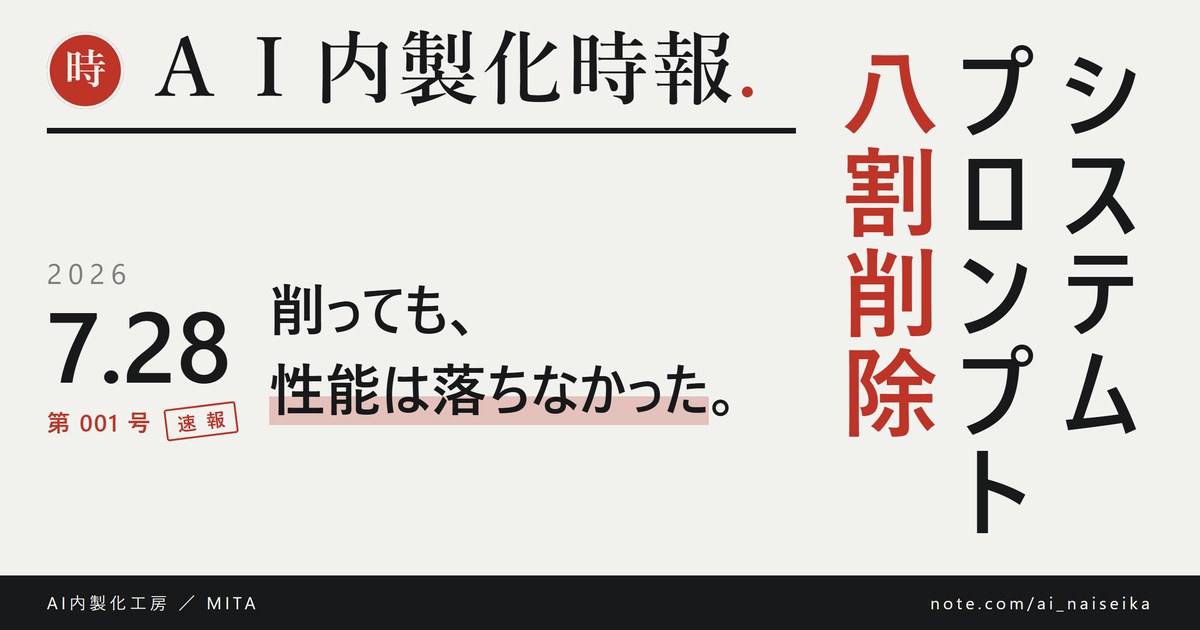 時
AI内製化時報.
システム
プロンプト
八割削除
2026
7.28
第 001 号
速報
削っても、
性能は落ちなかった。
AI内製化工房 ／ MITA
note.com/ai_naiseika